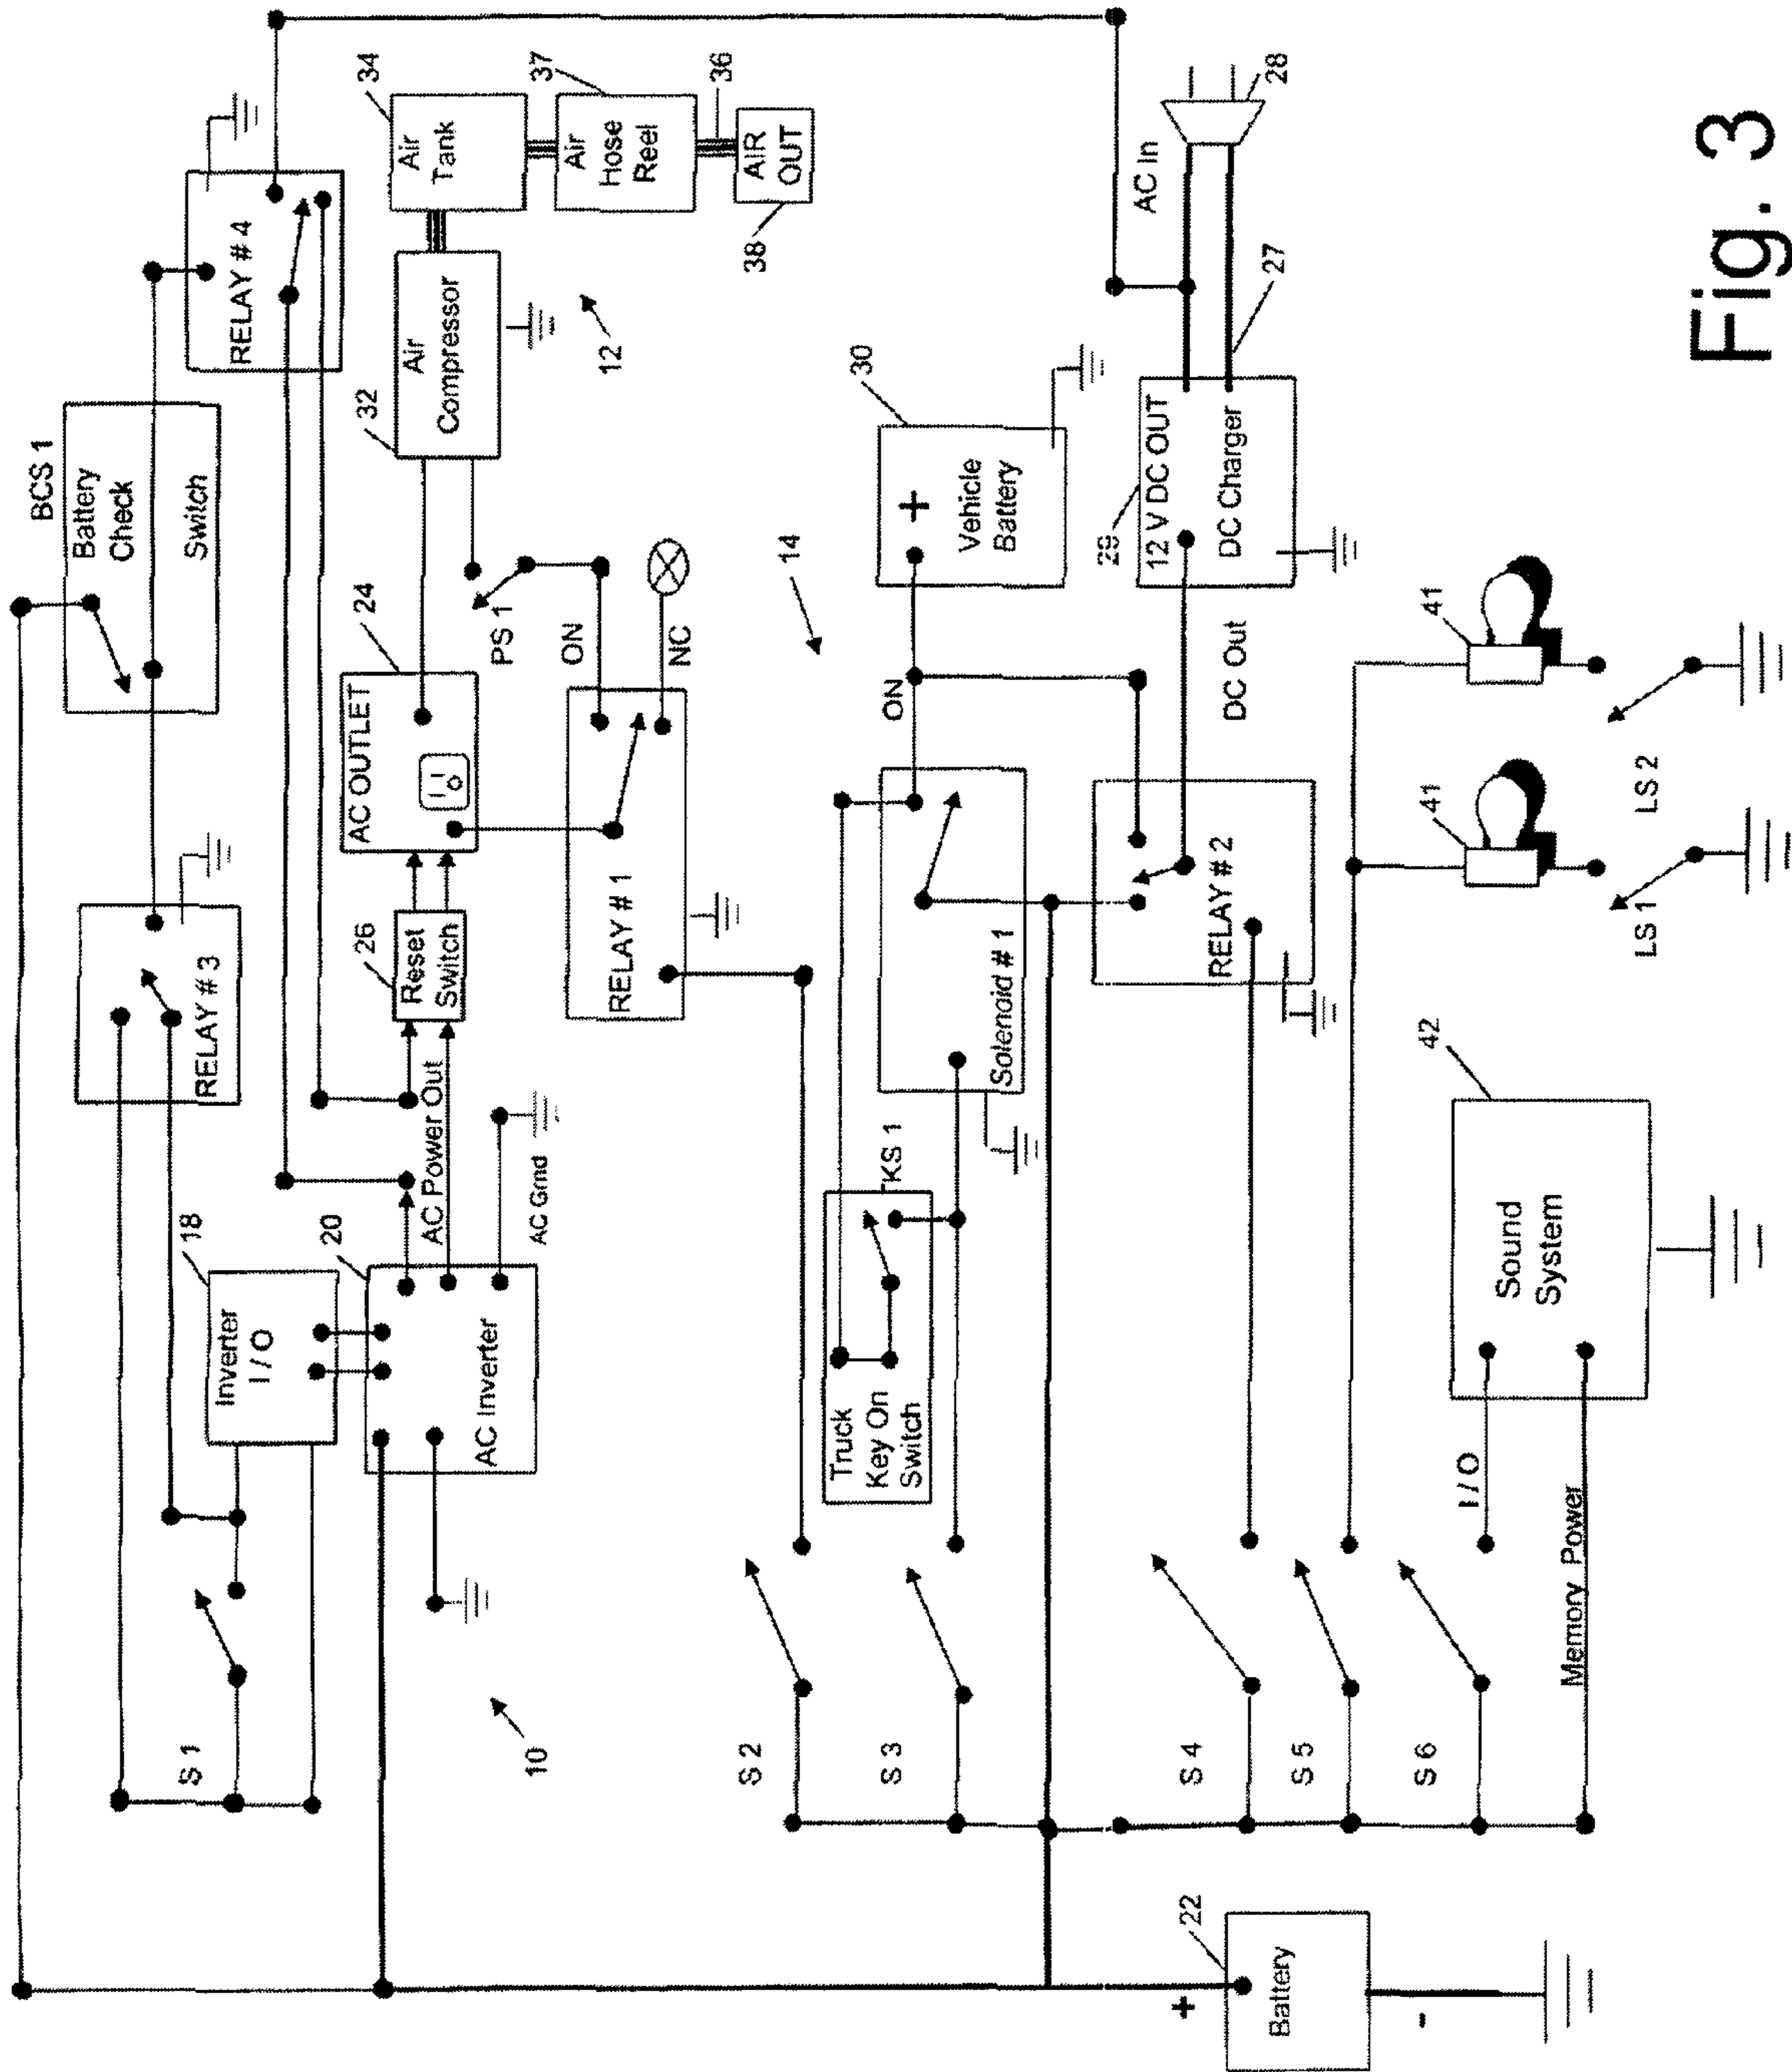 BCS 1
Battery
Check
Switch
RELAY # 3
RELAY # 4
S 1
18
Inverter
I / O
20
AC Inverter
AC Power Out
AC Grnd
26
Reset
Switch
24
AC OUTLET
32
Air
Compressor
34
Air
Tank
37
Air
Hose
Reel
36
AIR
OUT
38
12
PS 1
ON
NC
RELAY # 1
10
14
S 2
S 3
Truck
Key On
Switch
TKS 1
Solenoid # 1
ON
30
+
Vehicle
Battery
AC In
28
27
29
12 V DC OUT
DC Charger
DC Out
RELAY # 2
S 4
S 5
S 6
41
41
LS 1
LS 2
42
Sound
System
I / O
Memory Power
22
+
Battery
-
Fig. 3